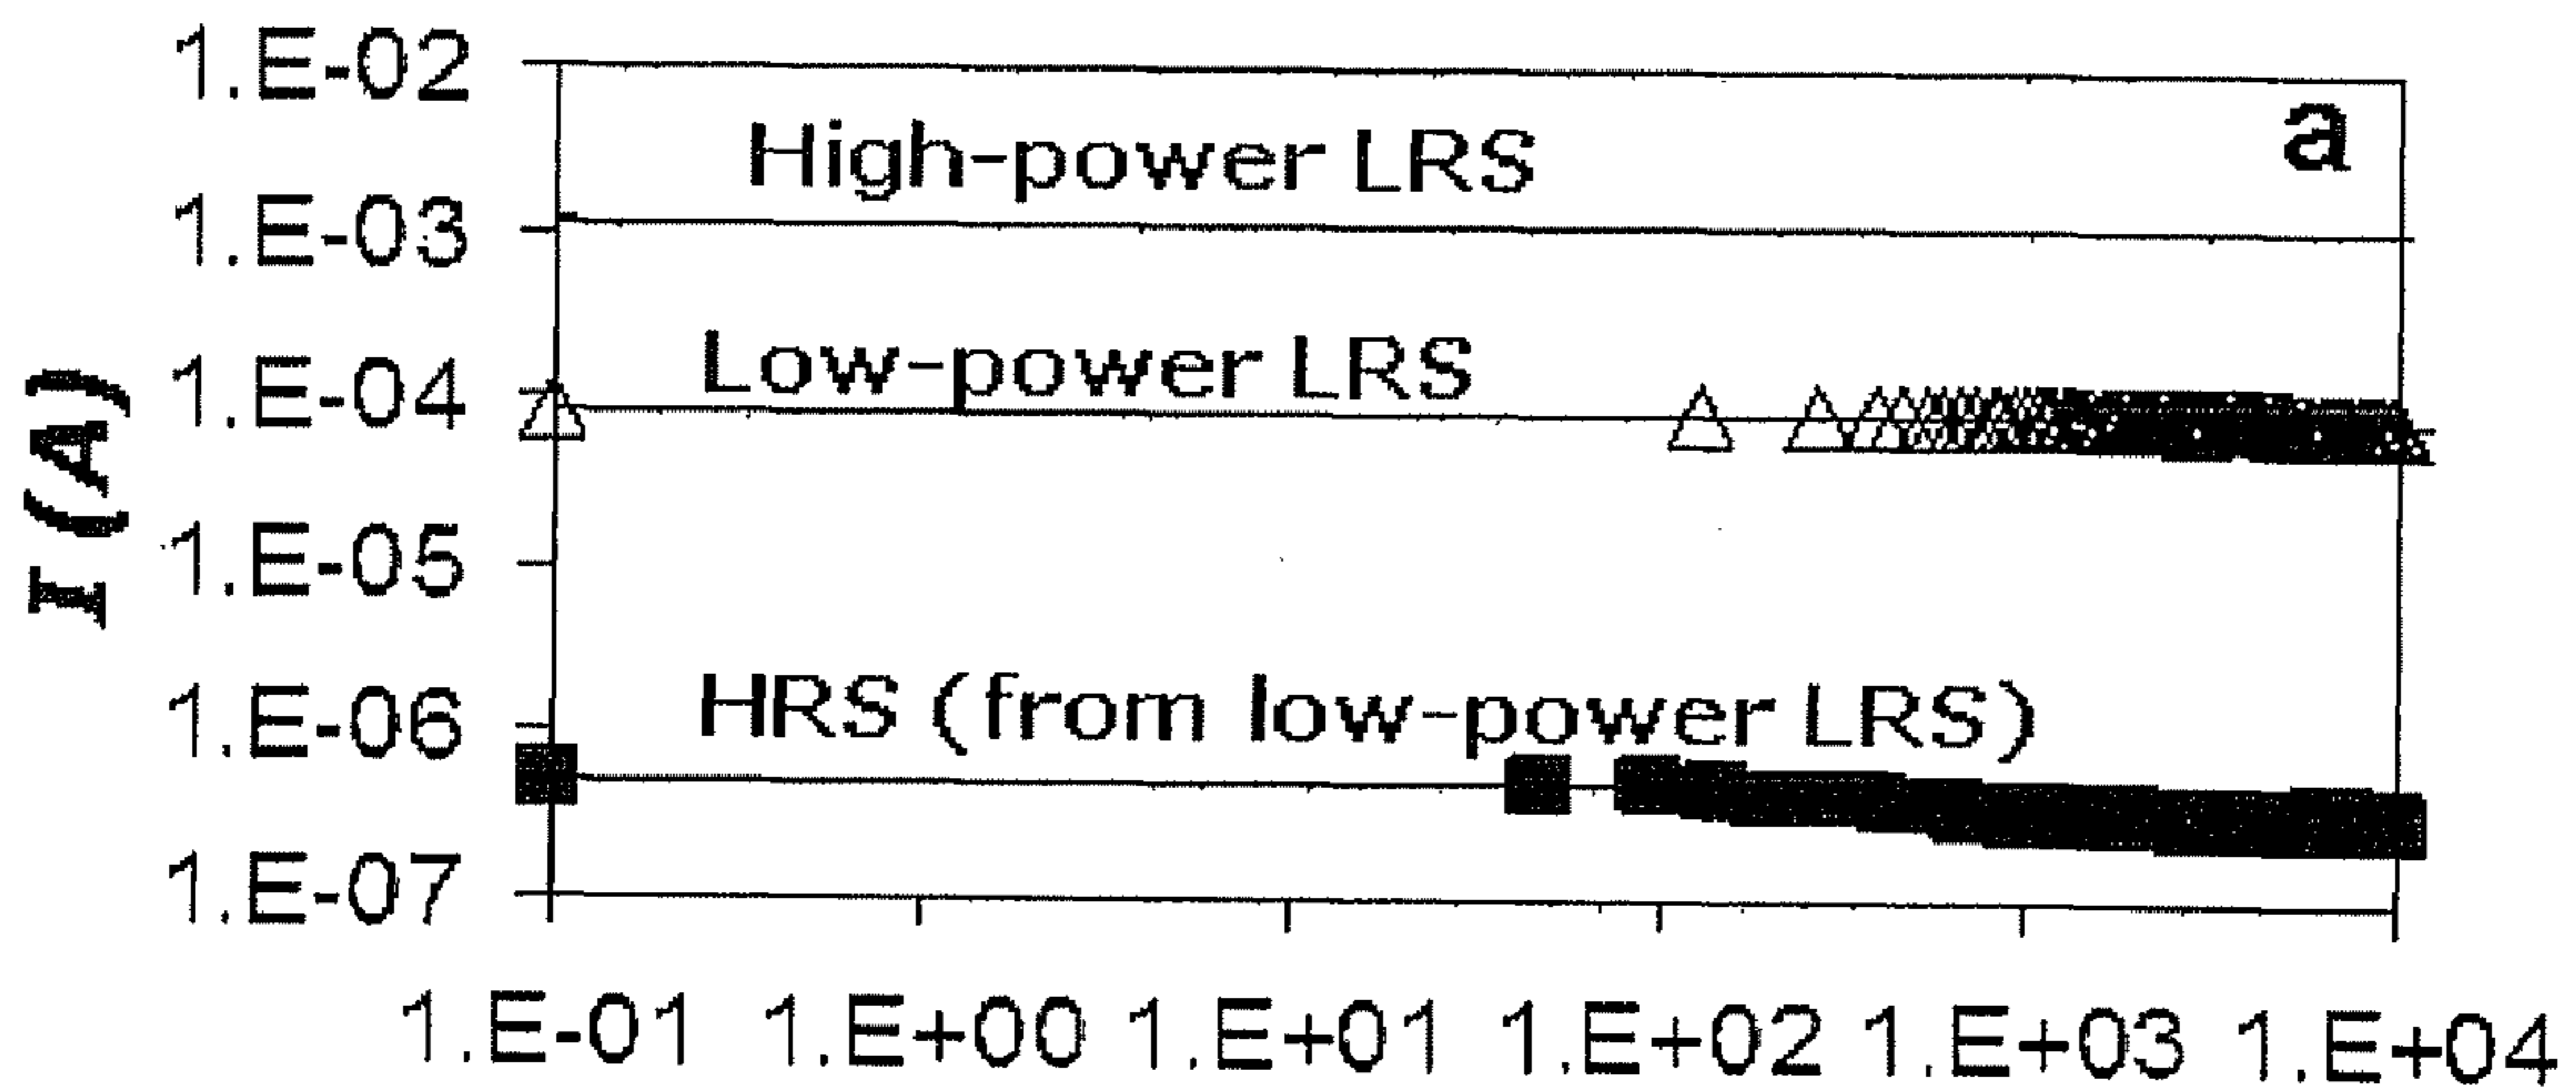 1.E-02
a
High-power LRS
1.E-03
Low-power LRS
1.E-04
I (A)
1.E-05
HRS (from low-power LRS)
1.E-06
1.E-07
1.E-01 1.E+00 1.E+01 1.E+02 1.E+03 1.E+04